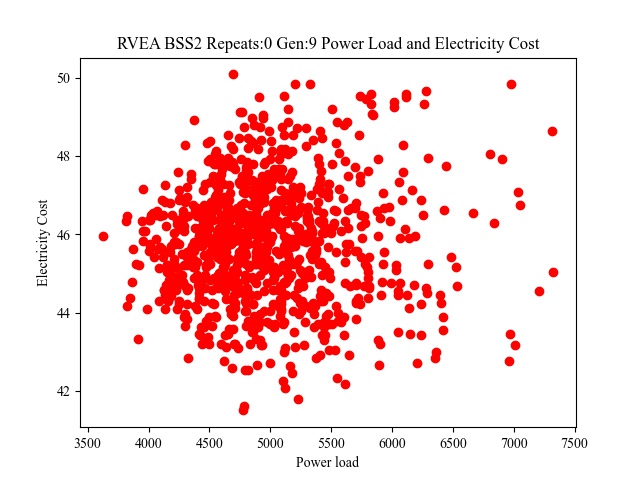 RVEA BSS2 Repeats:0 Gen:9 Power Load and Electricity Cost
50
48
46
44
42
Electricity Cost
3500 4000 4500 5000 5500 6000 6500 7000 7500
Power load